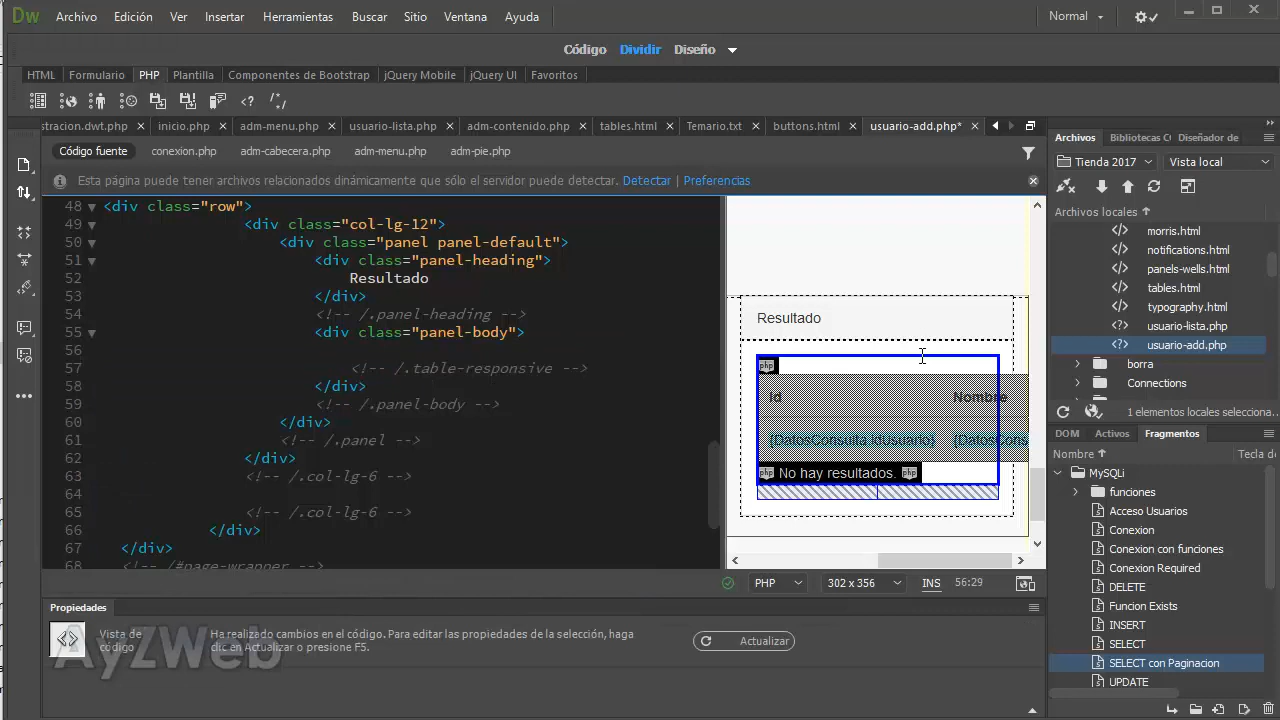 Dw Archivo Edición Ver Insertar Herramientas Buscar Sitio Ventana Ayuda Normal
Código Dividir Diseño
HTML Formulario PHP Plantilla Componentes de Bootstrap jQuery Mobile jQuery UI Favoritos
stracion.dwt.php inicio.php adm-menu.php usuario-lista.php adm-contenido.php tables.html Temario.txt buttons.html usuario-add.php*
Código fuente conexion.php adm-cabecera.php adm-menu.php adm-pie.php
Esta página puede tener archivos relacionados dinámicamente que sólo el servidor puede detectar. Detectar Preferencias
48 <div class="row">
49 <div class="col-lg-12">
50 <div class="panel panel-default">
51 <div class="panel-heading">
52 Resultado
53 </div>
54 <!-- /.panel-heading -->
55 <div class="panel-body">
56
57 <!-- /.table-responsive -->
58 </div>
59 <!-- /.panel-body -->
60 </div>
61 <!-- /.panel -->
62 </div>
63 <!-- /.col-lg-6 -->
64
65 <!-- /.col-lg-6 -->
66 </div>
67 </div>
68 <!-- /#page-wrapper -->
Resultado
php
Id Nombre
php No hay resultados. php
PHP 302 x 356 INS 56:29
Propiedades
Vista de código
Ha realizado cambios en el código. Para editar las propiedades de la selección, haga
clic en Actualizar o presione F5.
Actualizar
AyZWeb
Archivos Bibliotecas CC Diseñador de
Tienda 2017 Vista local
Archivos locales
morris.html
notifications.html
panels-wells.html
tables.html
typography.html
usuario-lista.php
usuario-add.php
borra
Connections
1 elementos locales selecciona...
DOM Activos Fragmentos
Nombre Tecla d
MySQLi
funciones
Acceso Usuarios
Conexion
Conexion con funciones
Conexion Required
DELETE
Funcion Exists
INSERT
SELECT
SELECT con Paginacion
UPDATE